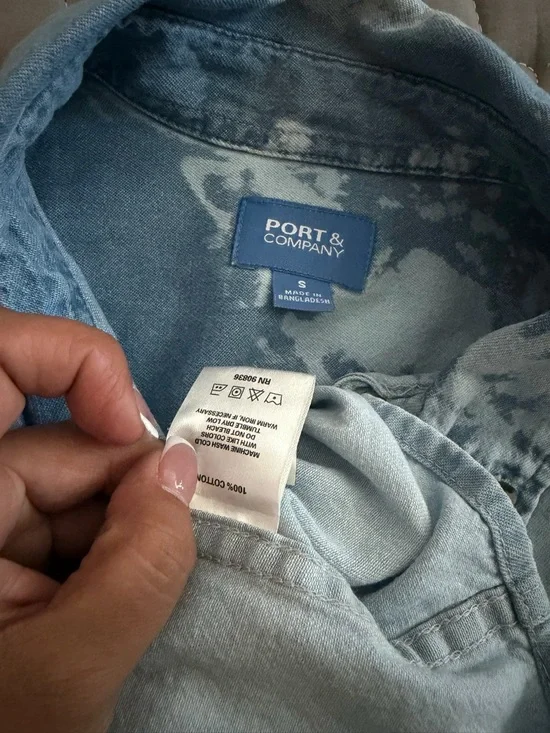 PORT &
COMPANY
S
MADE IN
BANGLADESH
100% COTTON
MACHINE WASH COLD
WITH LIKE COLORS
DO NOT BLEACH
TUMBLE DRY LOW
WARM IRON, IF NECESSARY
RN 90836